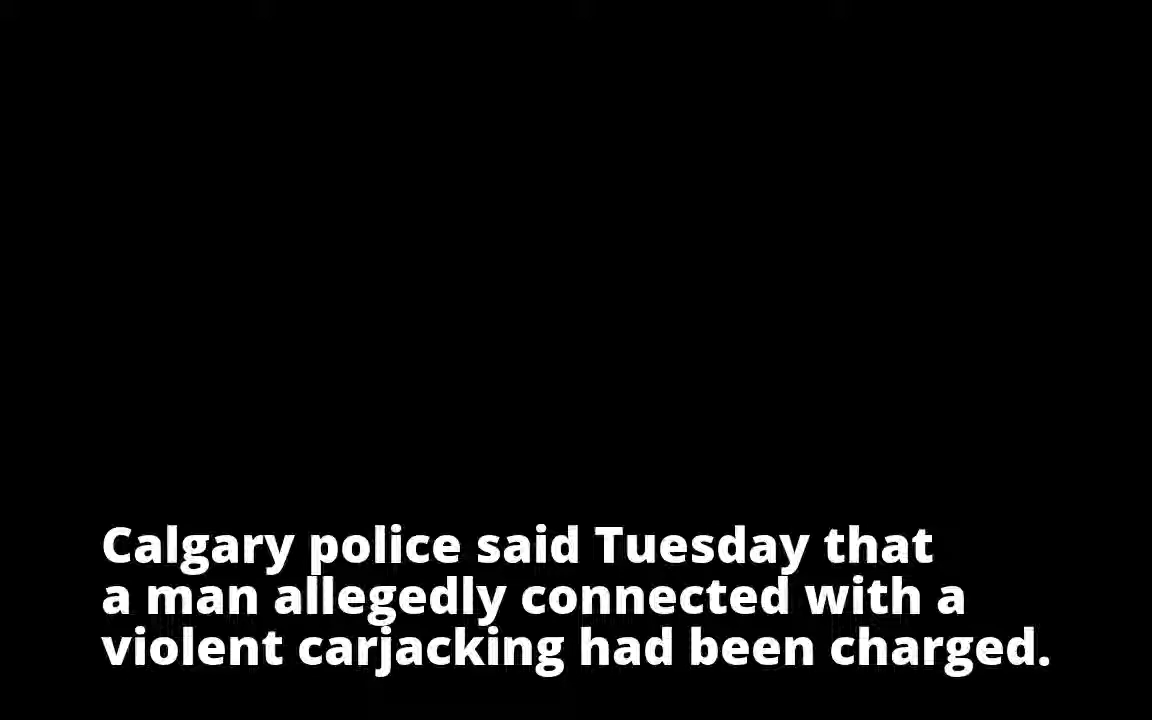 Calgary police said Tuesday that
a man allegedly connected with a
violent carjacking had been charged.